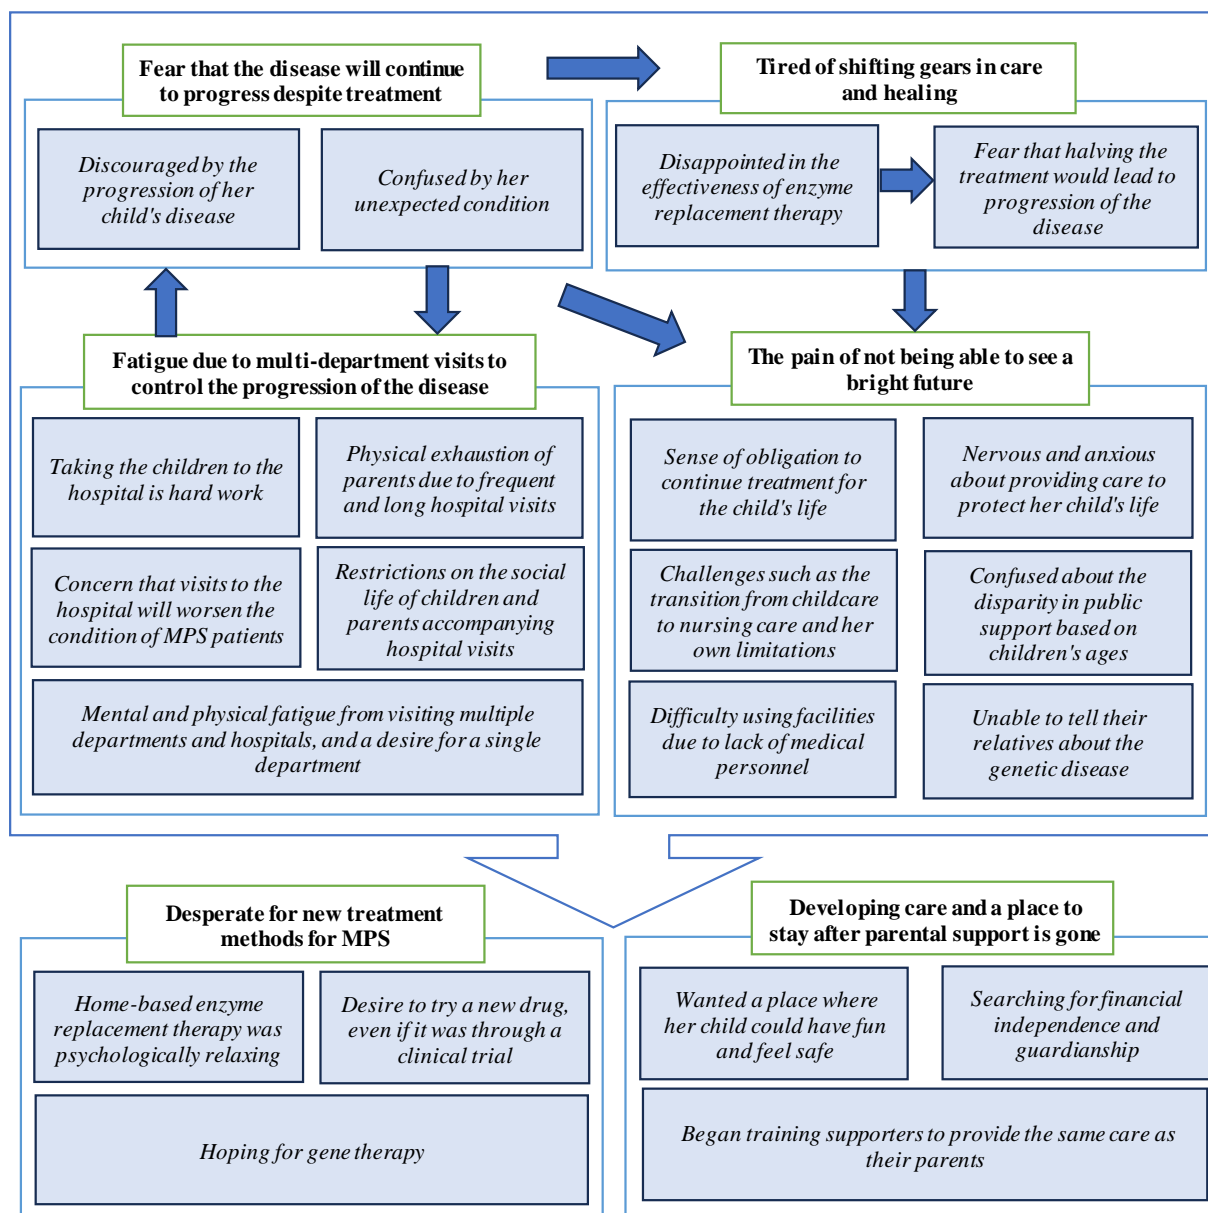 Fear that the disease will continue
to progress despite treatment
Discouraged by the
progression of her
child's disease
Confused by her
unexpected condition
Tired of shifting gears in care
and healing
Disappointed in the
effectiveness of enzyme
replacement therapy
Fear that halving the
treatment would lead to
progression of the
disease
Fatigue due to multi-department visits to
control the progression of the disease
Taking the children to the
hospital is hard work
Physical exhaustion of
parents due to frequent
and long hospital visits
Concern that visits to the
hospital will worsen the
condition of MPS patients
Restrictions on the social
life of children and
parents accompanying
hospital visits
Mental and physical fatigue from visiting multiple
departments and hospitals, and a desire for a single
department
The pain of not being able to see a
bright future
Sense of obligation to
continue treatment for
the child's life
Nervous and anxious
about providing care to
protect her child's life
Challenges such as the
transition from childcare
to nursing care and her
own limitations
Confused about the
disparity in public
support based on
children's ages
Difficulty using facilities
due to lack of medical
personnel
Unable to tell their
relatives about the
genetic disease
Desperate for new treatment
methods for MPS
Home-based enzyme
replacement therapy was
psychologically relaxing
Desire to try a new drug,
even if it was through a
clinical trial
Hoping for gene therapy
Developing care and a place to
stay after parental support is gone
Wanted a place where
her child could have fun
and feel safe
Searching for financial
independence and
guardianship
Began training supporters to provide the same care as
their parents